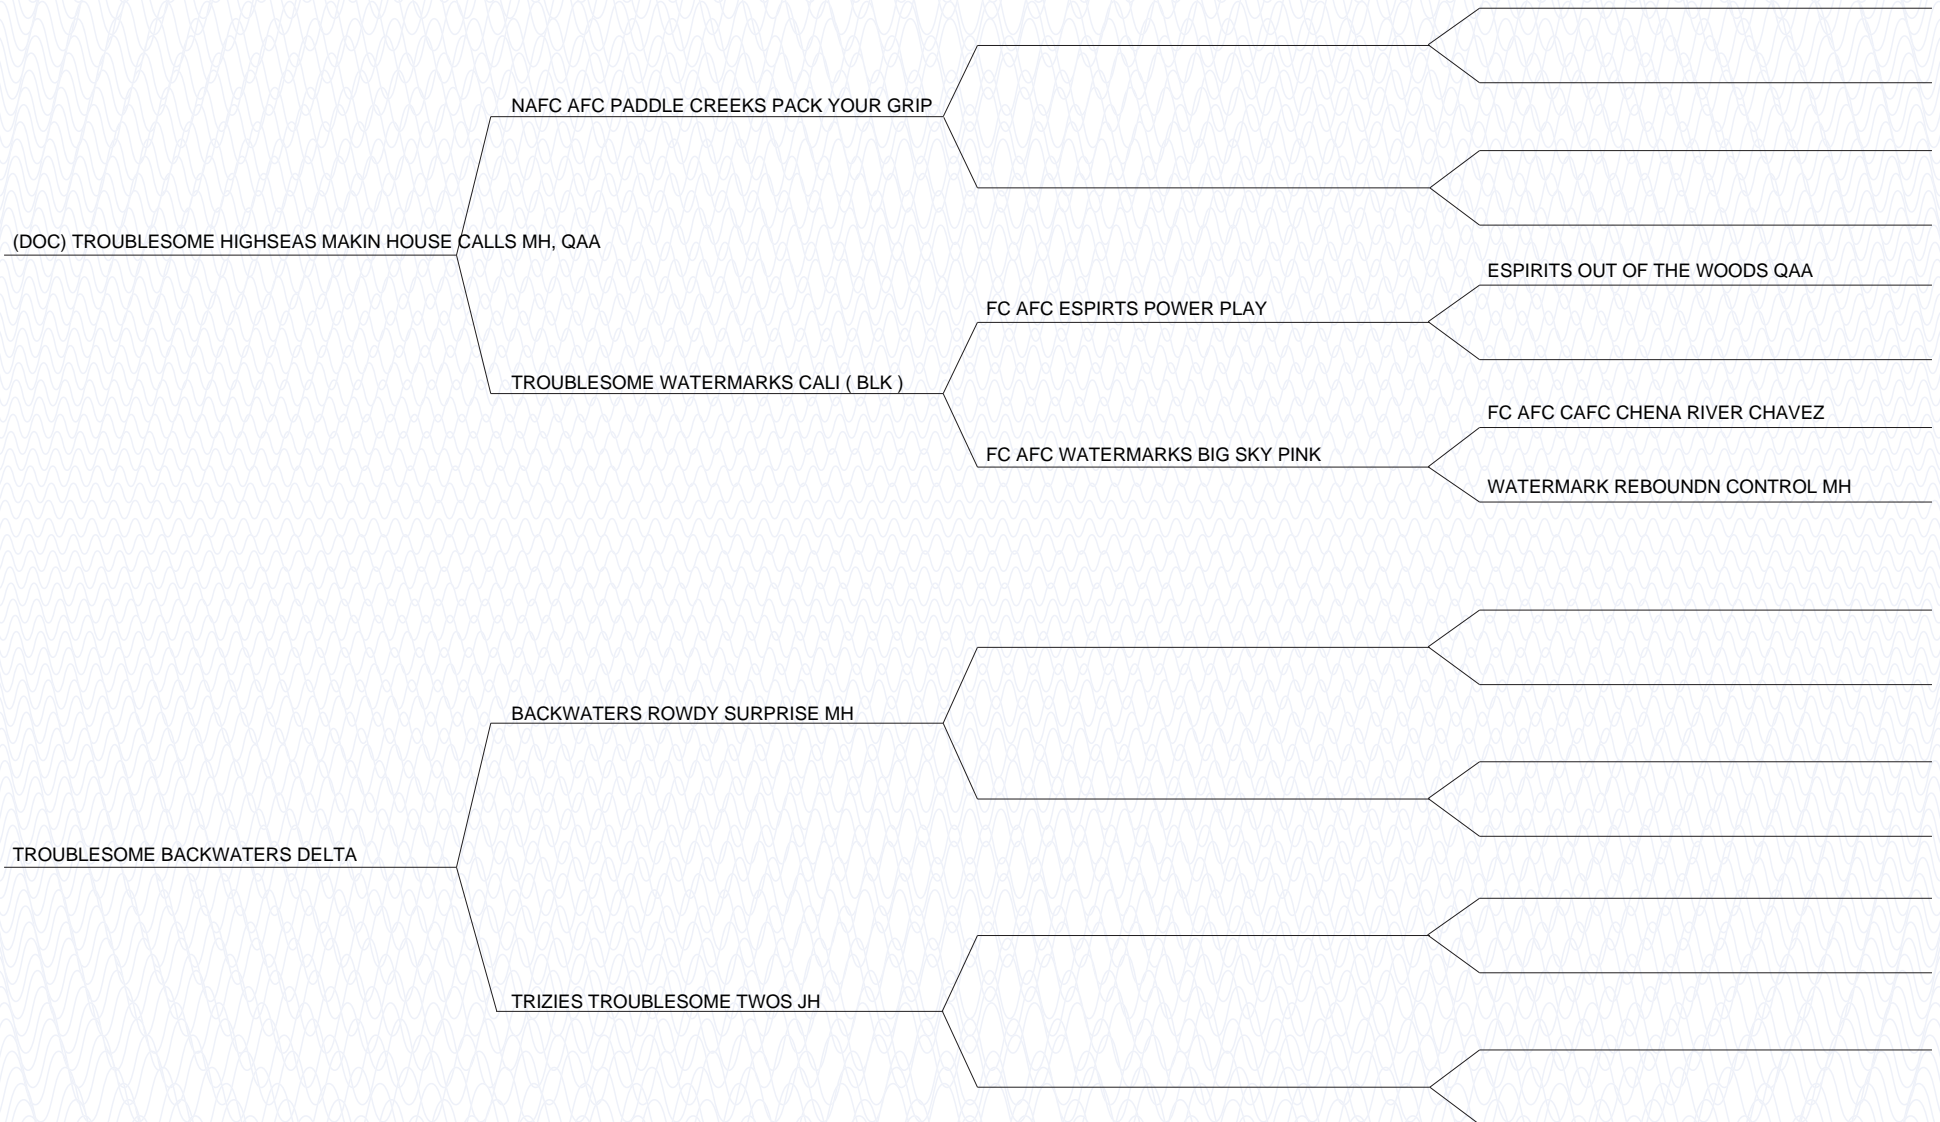 NAFC AFC PADDLE CREEKS PACK YOUR GRIP
(DOC) TROUBLESOME HIGHSEAS MAKIN HOUSE CALLS MH, QAA
ESPIRITS OUT OF THE WOODS QAA
FC AFC ESPIRTS POWER PLAY
TROUBLESOME WATERMARKS CALI ( BLK )
FC AFC CAFC CHENA RIVER CHAVEZ
FC AFC WATERMARKS BIG SKY PINK
WATERMARK REBOUNDN CONTROL MH
BACKWATERS ROWDY SURPRISE MH
TROUBLESOME BACKWATERS DELTA
TRIZIES TROUBLESOME TWOS JH